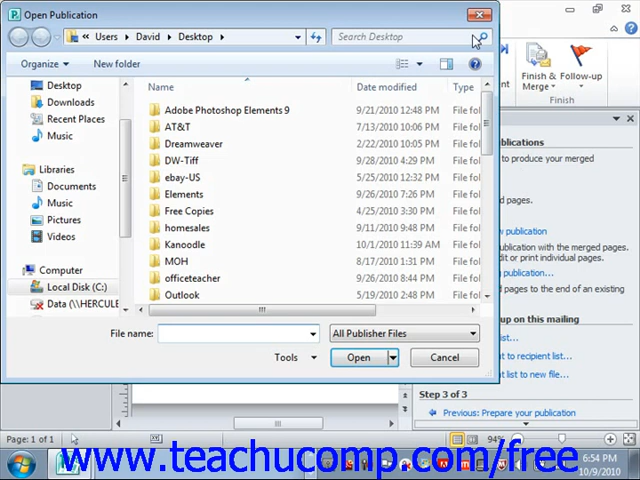 Open Publication
Users
David
Desktop
Search Desktop
Organize
New folder
Desktop
Downloads
Recent Places
Music
Libraries
Documents
Music
Pictures
Videos
Computer
Local Disk (C:)
Data (\\HERCULE
Name
Date modified
Type
Adobe Photoshop Elements 9 9/21/2010 12:48 PM File fol
AT&T 7/13/2010 10:06 PM File fol
Dreamweaver 2/22/2010 10:05 PM File fol
DW-Tiff 9/28/2010 4:29 PM File fol
ebay-US 5/25/2010 12:32 PM File fol
Elements 9/26/2010 7:26 PM File fol
Free Copies 4/25/2010 3:30 PM File fol
homesales 9/11/2010 9:48 PM File fol
Kanoodle 10/1/2010 11:39 AM File fol
MOH 8/17/2010 1:31 PM File fol
officeteacher 9/26/2010 8:44 PM File fol
Outlook 5/19/2010 2:48 PM File fol
File name:
All Publisher Files
Tools
Open
Cancel
Finish &
Merge
Follow-up
Finish
ublications
to produce your merged
ed pages.
v publication...
tion with the merged pages.
edit or print individual pages.
ng publication...
d pages to the end of an existing
up on this mailing
rs...
t to recipient list...
t list to new file...
Step 3 of 3
Previous: Prepare your publication
Page: 1 of 1
94%
6:54 PM
10/9/2010
www.teachucomp.com/free